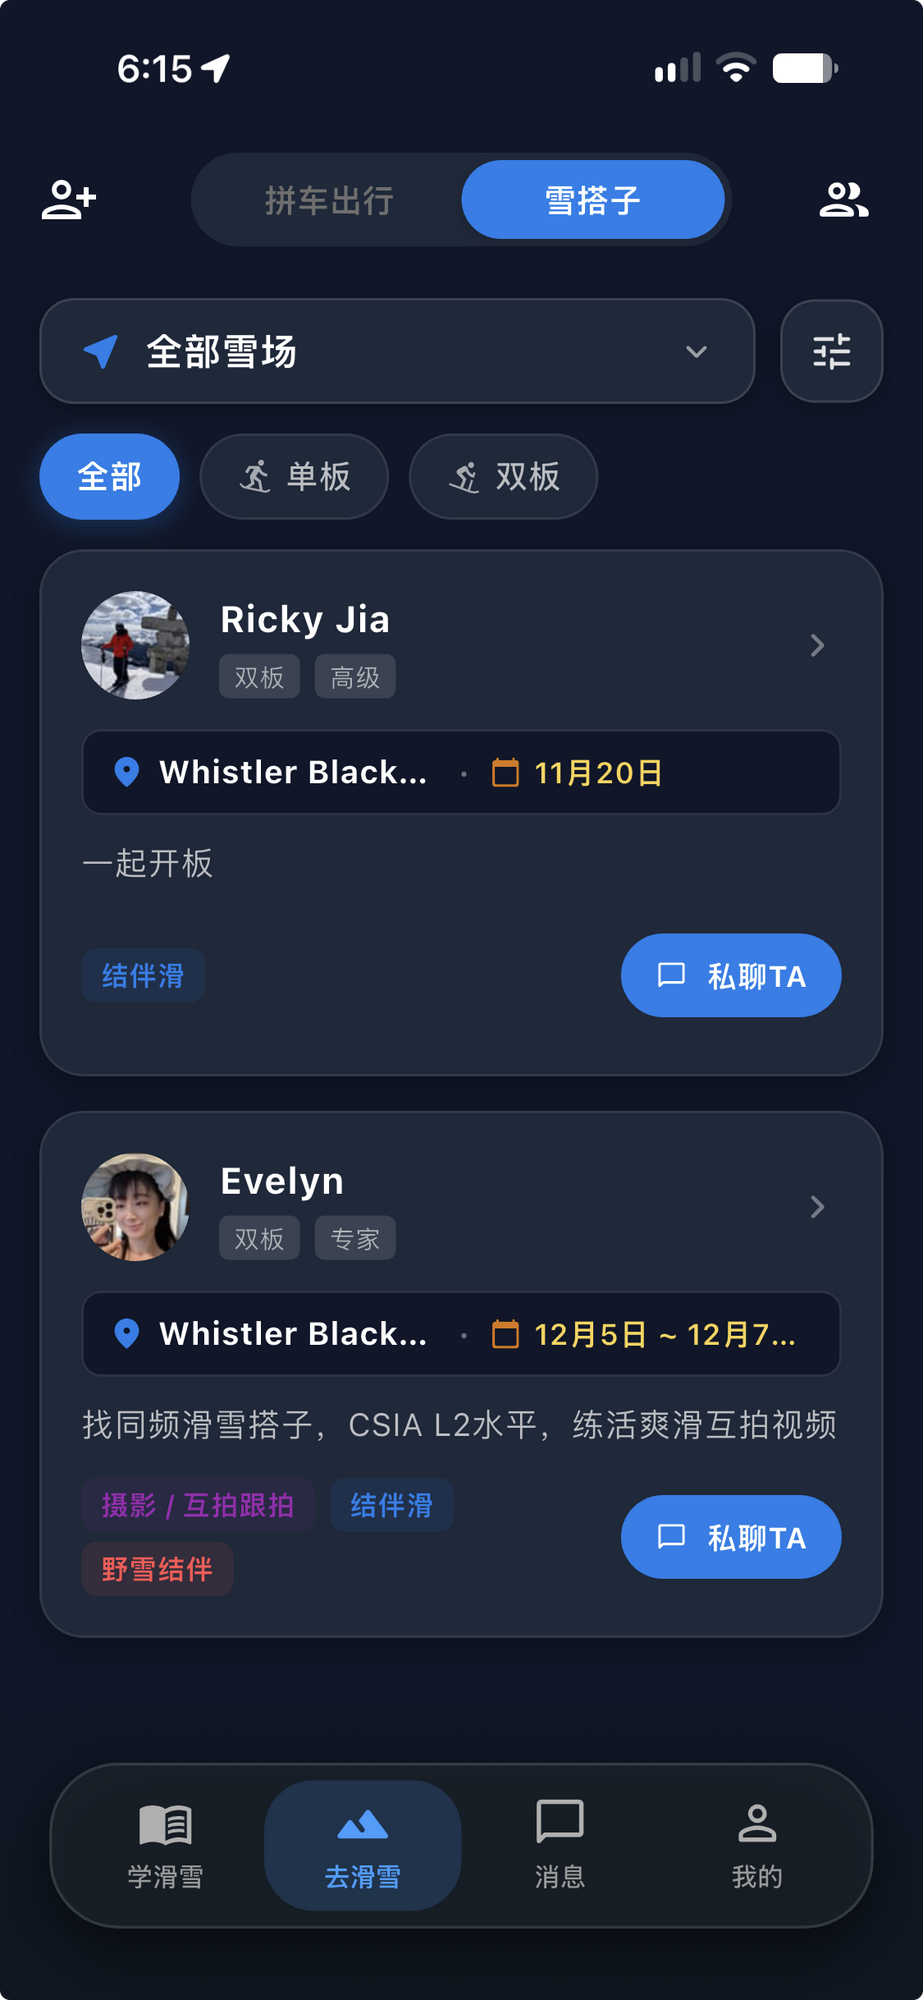 6:15
拼车出行
雪搭子
全部雪场
全部
单板
双板
Ricky Jia
双板
高级
Whistler Black... · 11月20日
一起开板
结伴滑
私聊TA
Evelyn
双板
专家
Whistler Black... · 12月5日 ~ 12月7...
找同频滑雪搭子，CSIA L2水平，练活爽滑互拍视频
摄影 / 互拍跟拍
结伴滑
野雪结伴
私聊TA
学滑雪
去滑雪
消息
我的